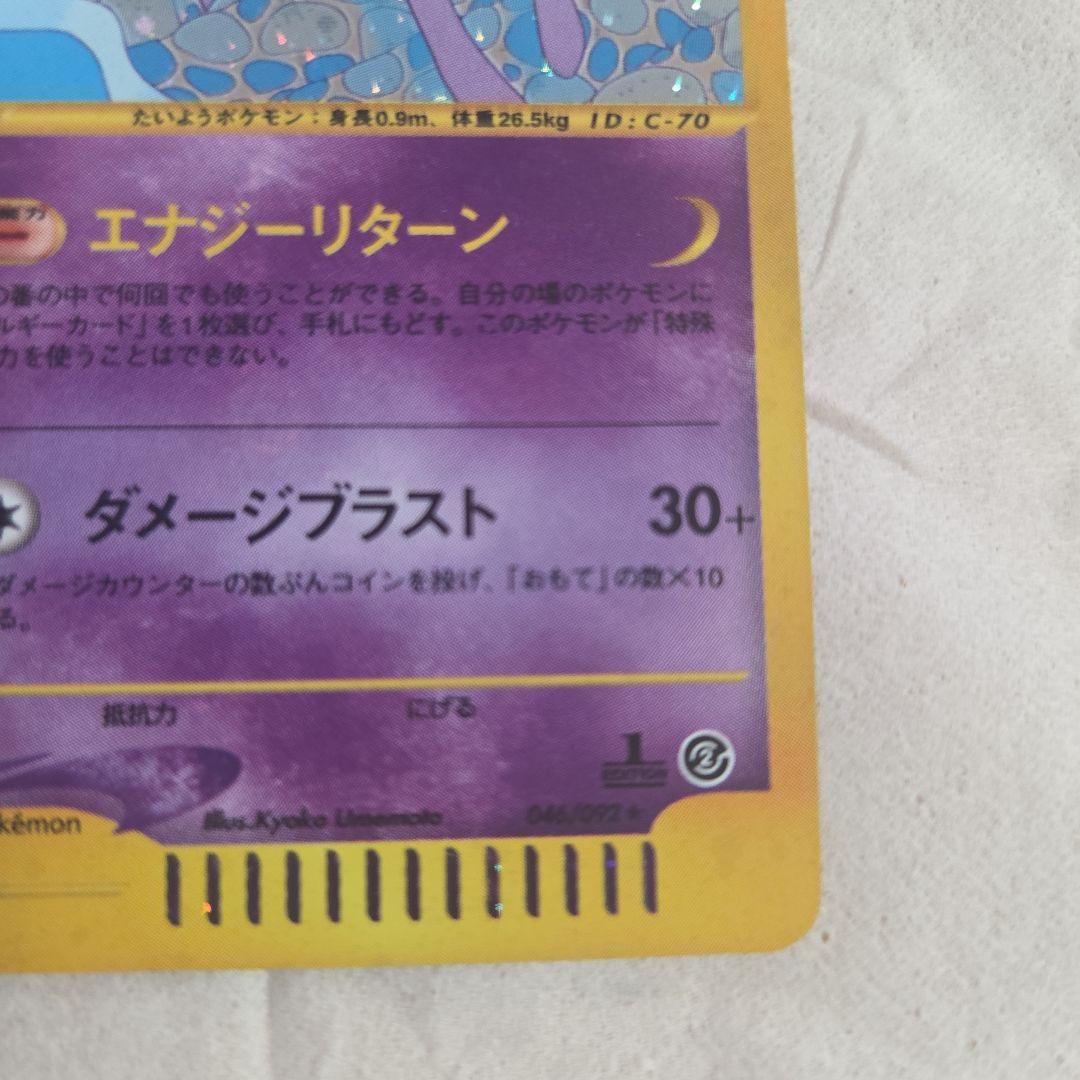 たいようポケモン：身長0.9m、体重26.5kg ID：C-70
エナジーリターン
の番の中で何回でも使うことができる。自分の場のポケモンに
ルギーカード」を1枚選び、手札にもどす。このポケモンが「特殊
力を使うことはできない。
ダメージブラスト 30+
ダメージカウンターの数ぶんコインを投げ、「おもて」の数×10
る。
抵抗力 にげる
1 EDITION
kémon Illus.Kyoko Umemoto 046/092★